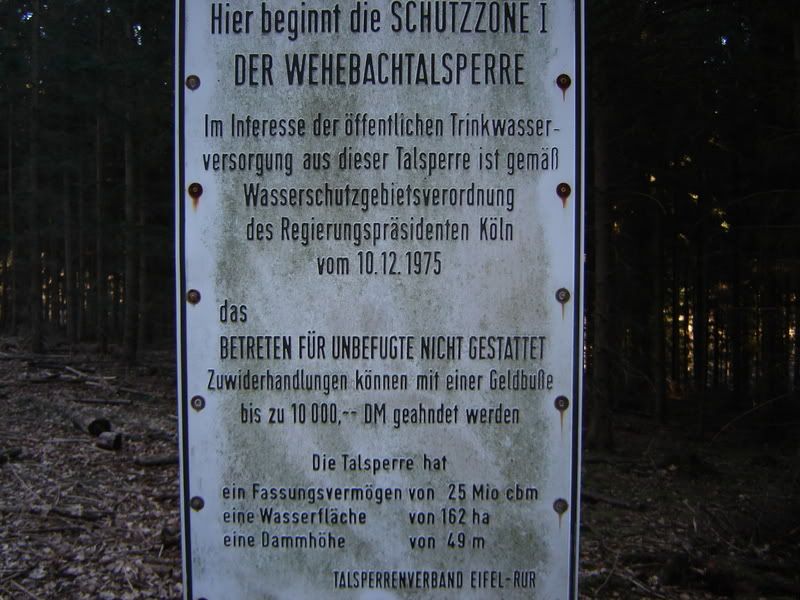 Hier beginnt die SCHUTZZONE I
DER WEHEBACHTALSPERRE
Im Interesse der öffentlichen Trinkwasser-
versorgung aus dieser Talsperre ist gemäß
Wasserschutzgebietsverordnung
des Regierungspräsidenten Köln
vom 10.12.1975
das
BETRETEN FÜR UNBEFUGTE NICHT GESTATTET
Zuwiderhandlungen können mit einer Geldbuße
bis zu 10 000,-- DM geahndet werden
Die Talsperre hat
ein Fassungsvermögen von 25 Mio cbm
eine Wasserfläche von 162 ha
eine Dammhöhe von 49 m
TALSPERRENVERBAND EIFEL-RUR